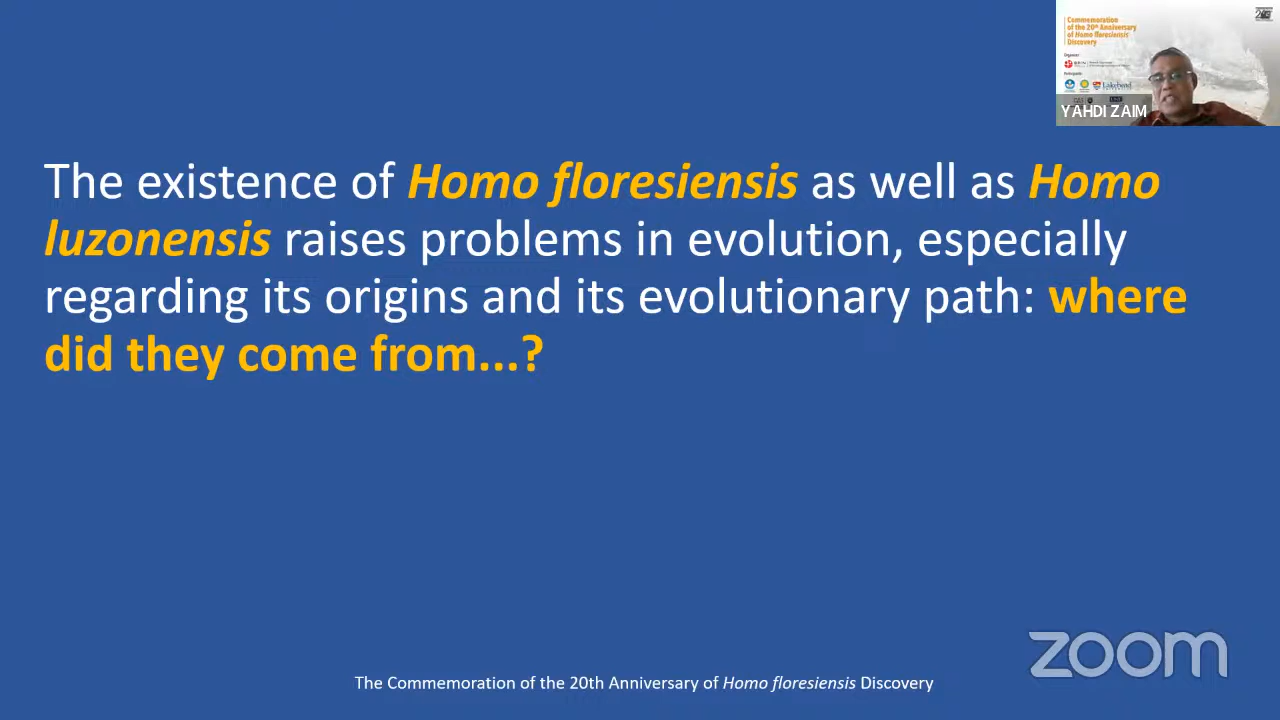 Commemoration
of the 20th Anniversary
of Homo floresiensis
Discovery
YAHDI ZAIM
The existence of Homo floresiensis as well as Homo
luzonensis raises problems in evolution, especially
regarding its origins and its evolutionary path: where
did they come from...?
zoom
The Commemoration of the 20th Anniversary of Homo floresiensis Discovery